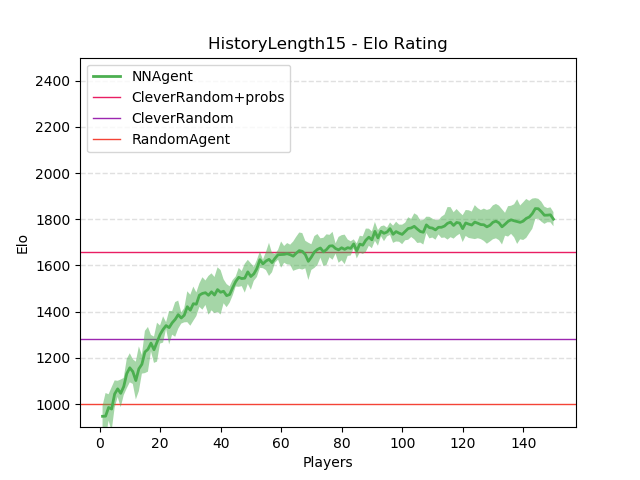 HistoryLength15 - Elo Rating
NNAgent
CleverRandom+probs
CleverRandom
RandomAgent
Elo
2400
2200
2000
1800
1600
1400
1200
1000
0 20 40 60 80 100 120 140
Players